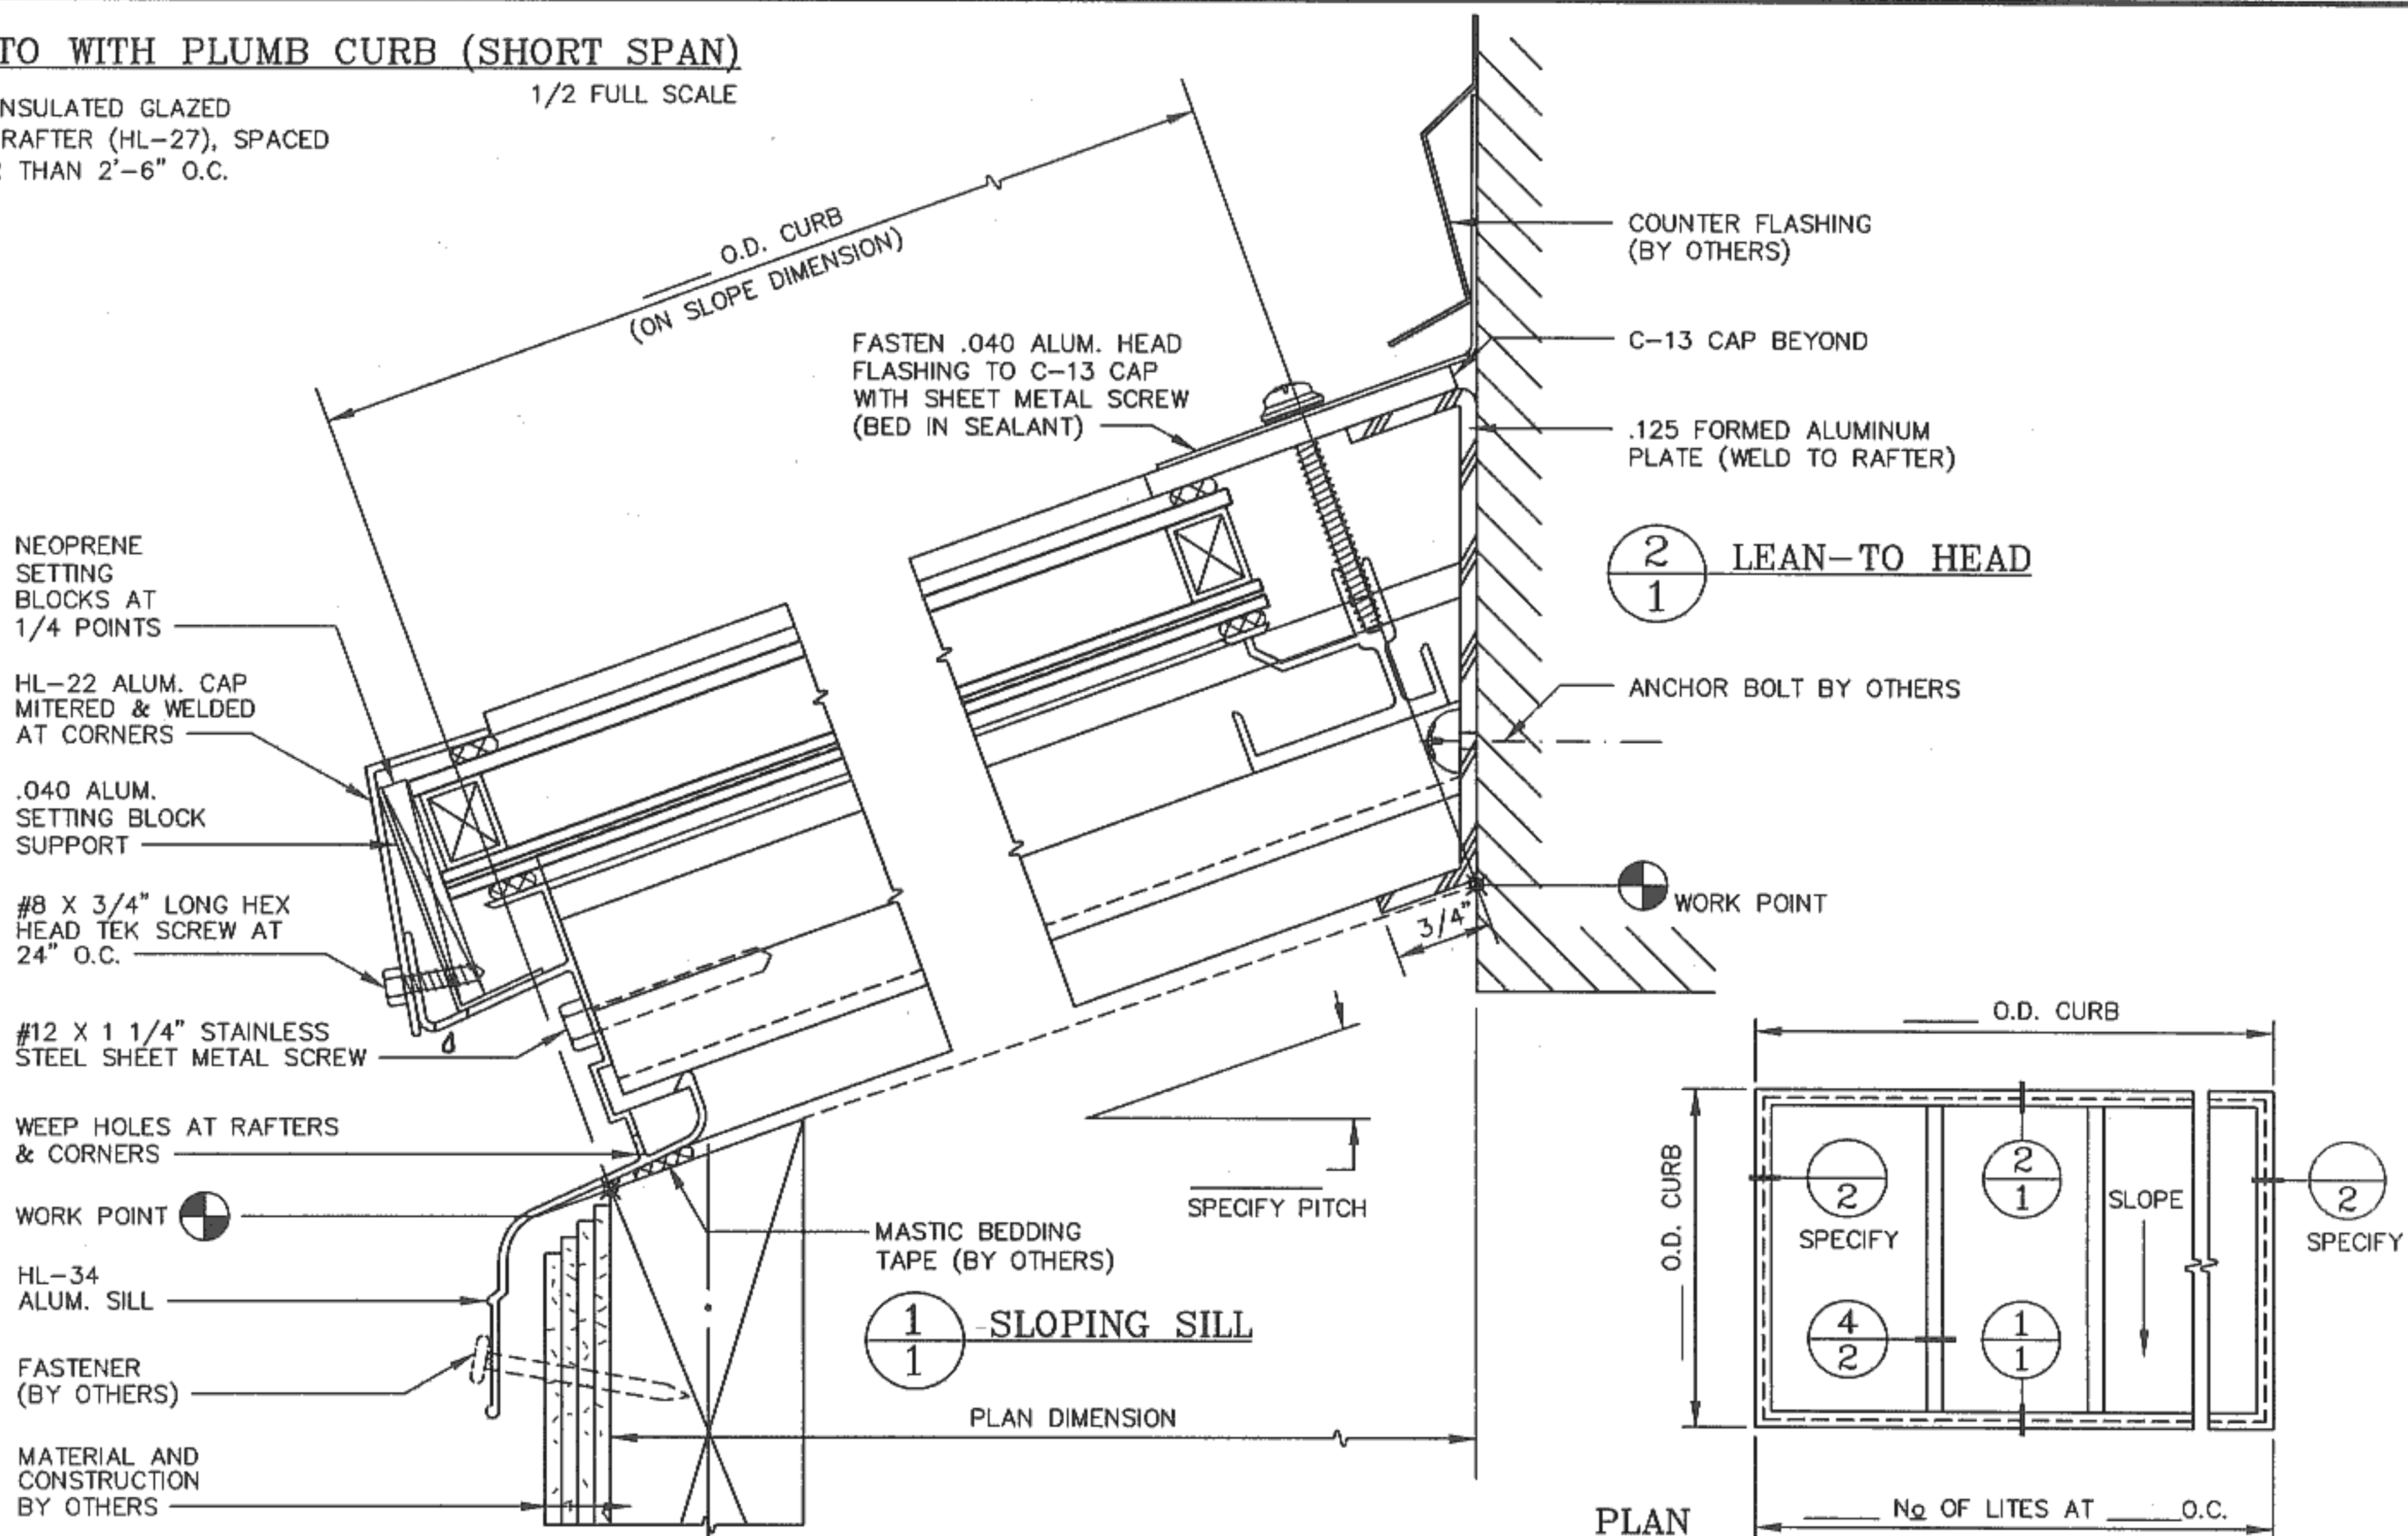 TO WITH PLUMB CURB (SHORT SPAN)
1/2 FULL SCALE
NSULATED GLAZED
RAFTER (HL-27), SPACED
THAN 2'-6" O.C.
O.D. CURB
(ON SLOPE DIMENSION)
FASTEN .040 ALUM. HEAD
FLASHING TO C-13 CAP
WITH SHEET METAL SCREW
(BED IN SEALANT)
COUNTER FLASHING
(BY OTHERS)
C-13 CAP BEYOND
.125 FORMED ALUMINUM
PLATE (WELD TO RAFTER)
2
1
LEAN-TO HEAD
ANCHOR BOLT BY OTHERS
WORK POINT
3/4"
NEOPRENE
SETTING
BLOCKS AT
1/4 POINTS
HL-22 ALUM. CAP
MITERED & WELDED
AT CORNERS
.040 ALUM.
SETTING BLOCK
SUPPORT
#8 X 3/4" LONG HEX
HEAD TEK SCREW AT
24" O.C.
#12 X 1 1/4" STAINLESS
STEEL SHEET METAL SCREW
WEEP HOLES AT RAFTERS
& CORNERS
WORK POINT
HL-34
ALUM. SILL
FASTENER
(BY OTHERS)
MATERIAL AND
CONSTRUCTION
BY OTHERS
SPECIFY PITCH
MASTIC BEDDING
TAPE (BY OTHERS)
1
1
SLOPING SILL
PLAN DIMENSION
O.D. CURB
O.D. CURB
2
SPECIFY
2
1
SLOPE
2
SPECIFY
4
2
1
1
PLAN
No OF LITES AT O.C.